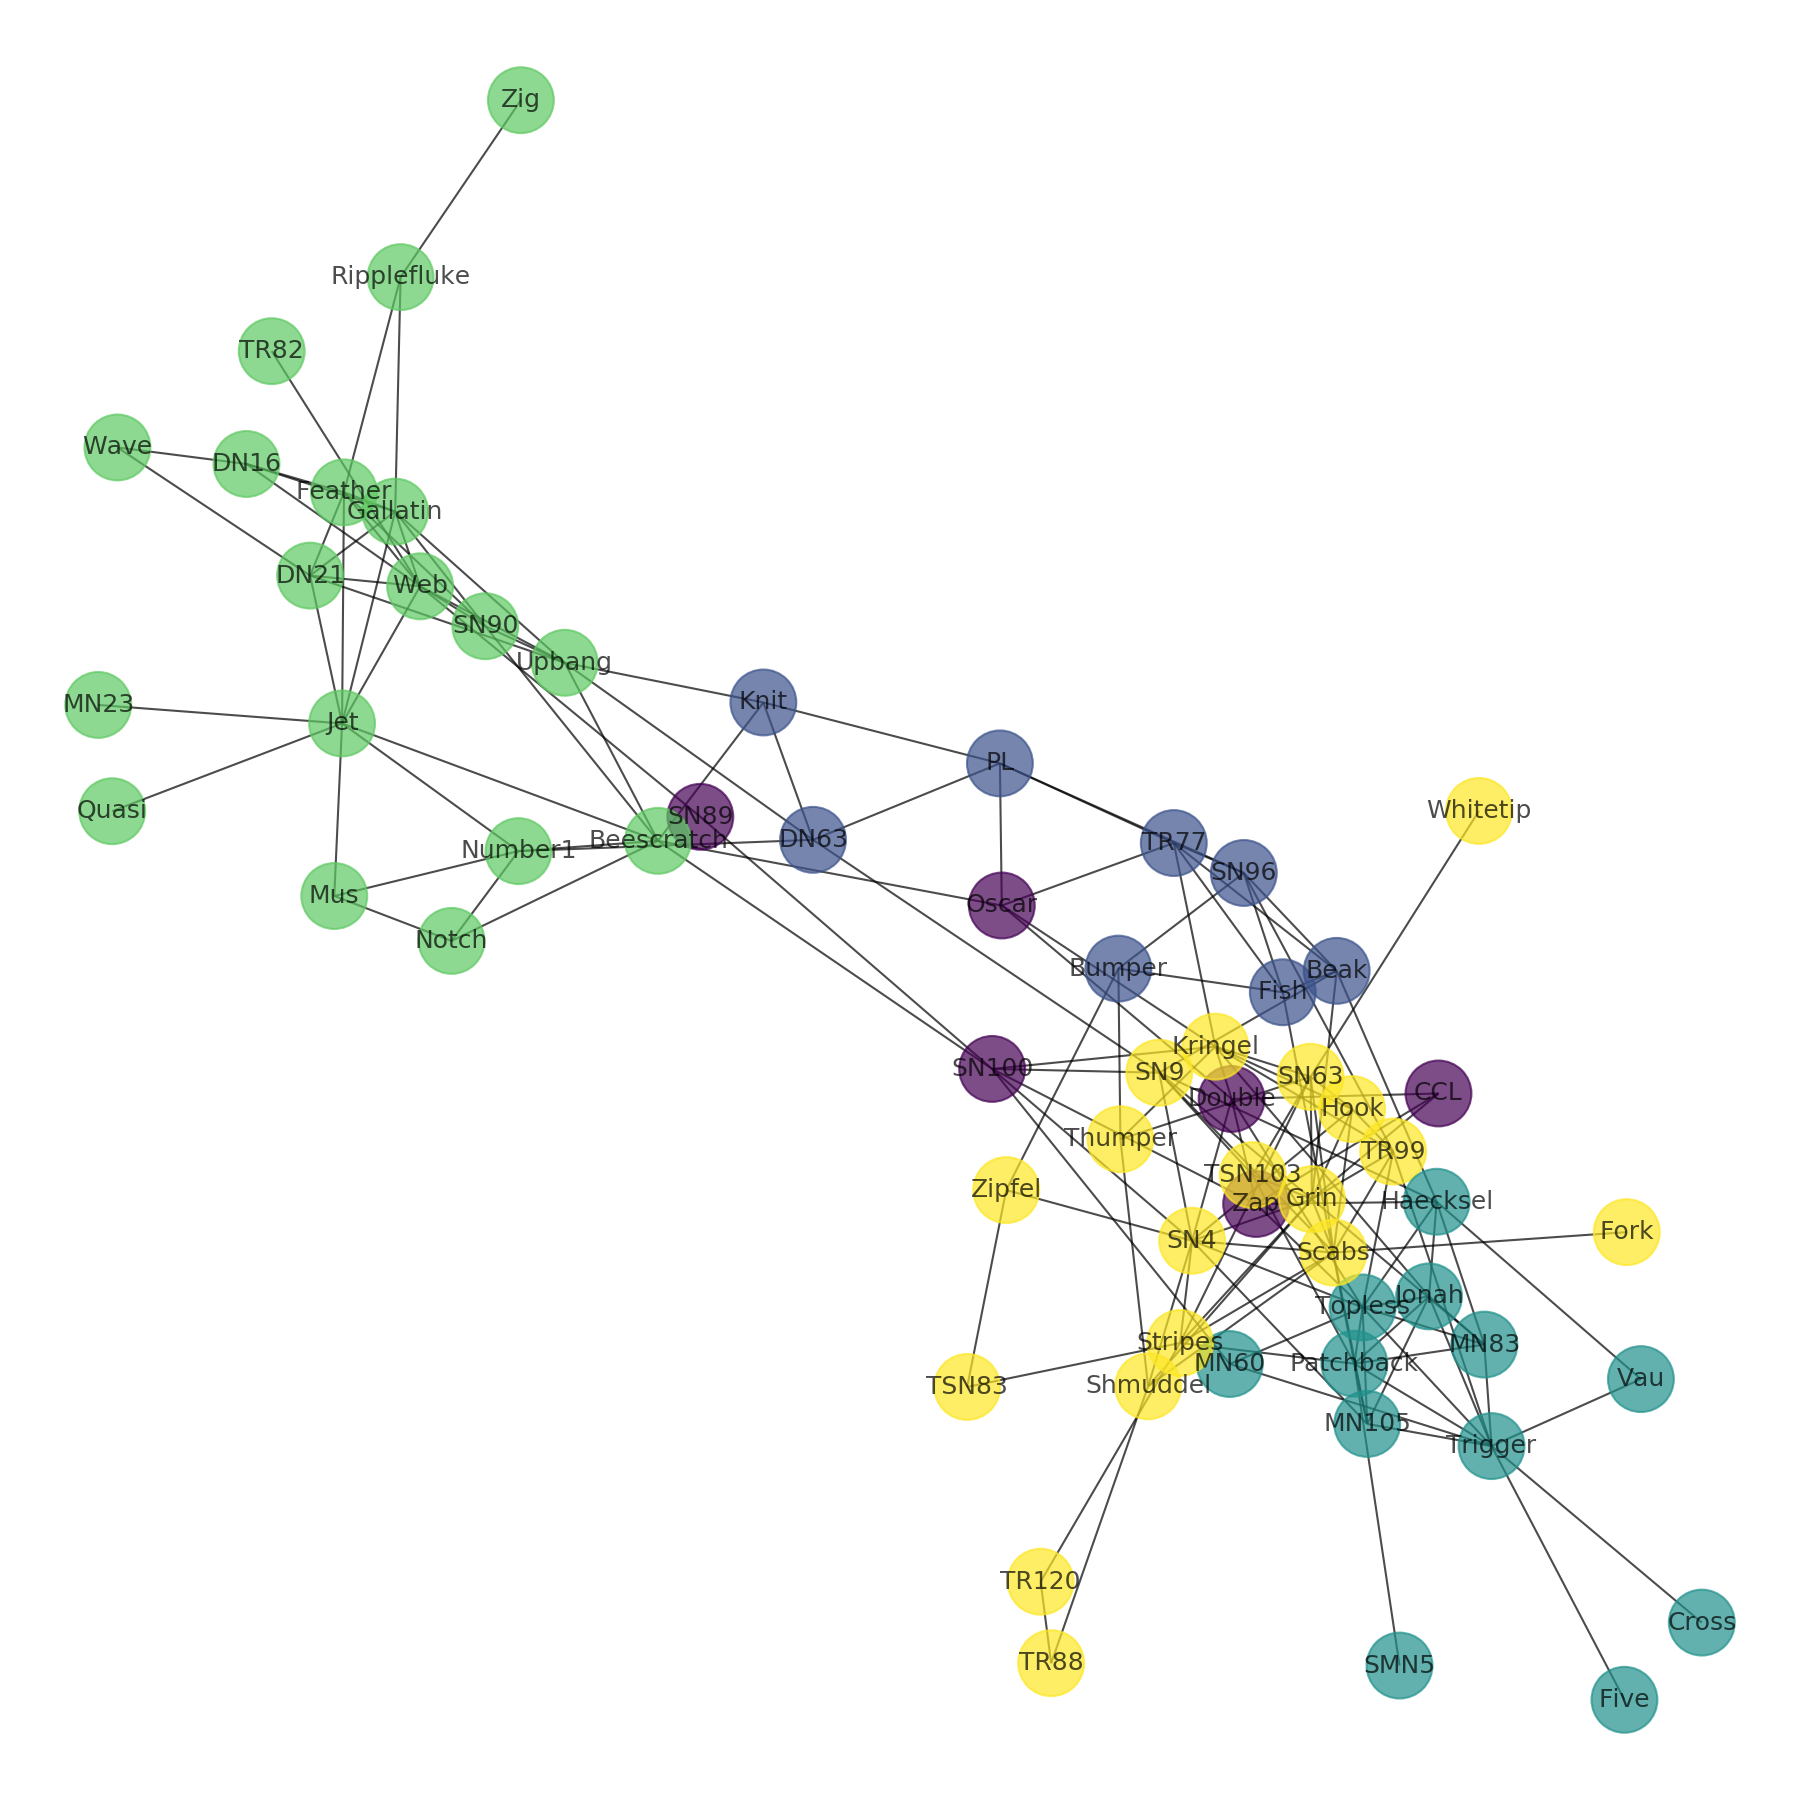 Zig
Ripplefluke
TR82
Wave
DN16
Feather
Gallatin
DN21
Web
SN90
Upbang
MN23
Knit
Jet
PL
Quasi
Whitetip
SN89
Beescratch
DN63
TR77
Number1
SN96
Mus
Oscar
Notch
Bumper
Beak
Fish
Kringel
SN100
SN9
SN63
Double
CCL
Hook
Thumper
TR99
TSN103
Zipfel
Grin
Zap
Haecksel
Fork
SN4
Scabs
Jonah
Topless
Stripes
MN83
MN60
Patchback
Vau
TSN83
Shmuddel
MN105
Trigger
TR120
Cross
TR88
SMN5
Five